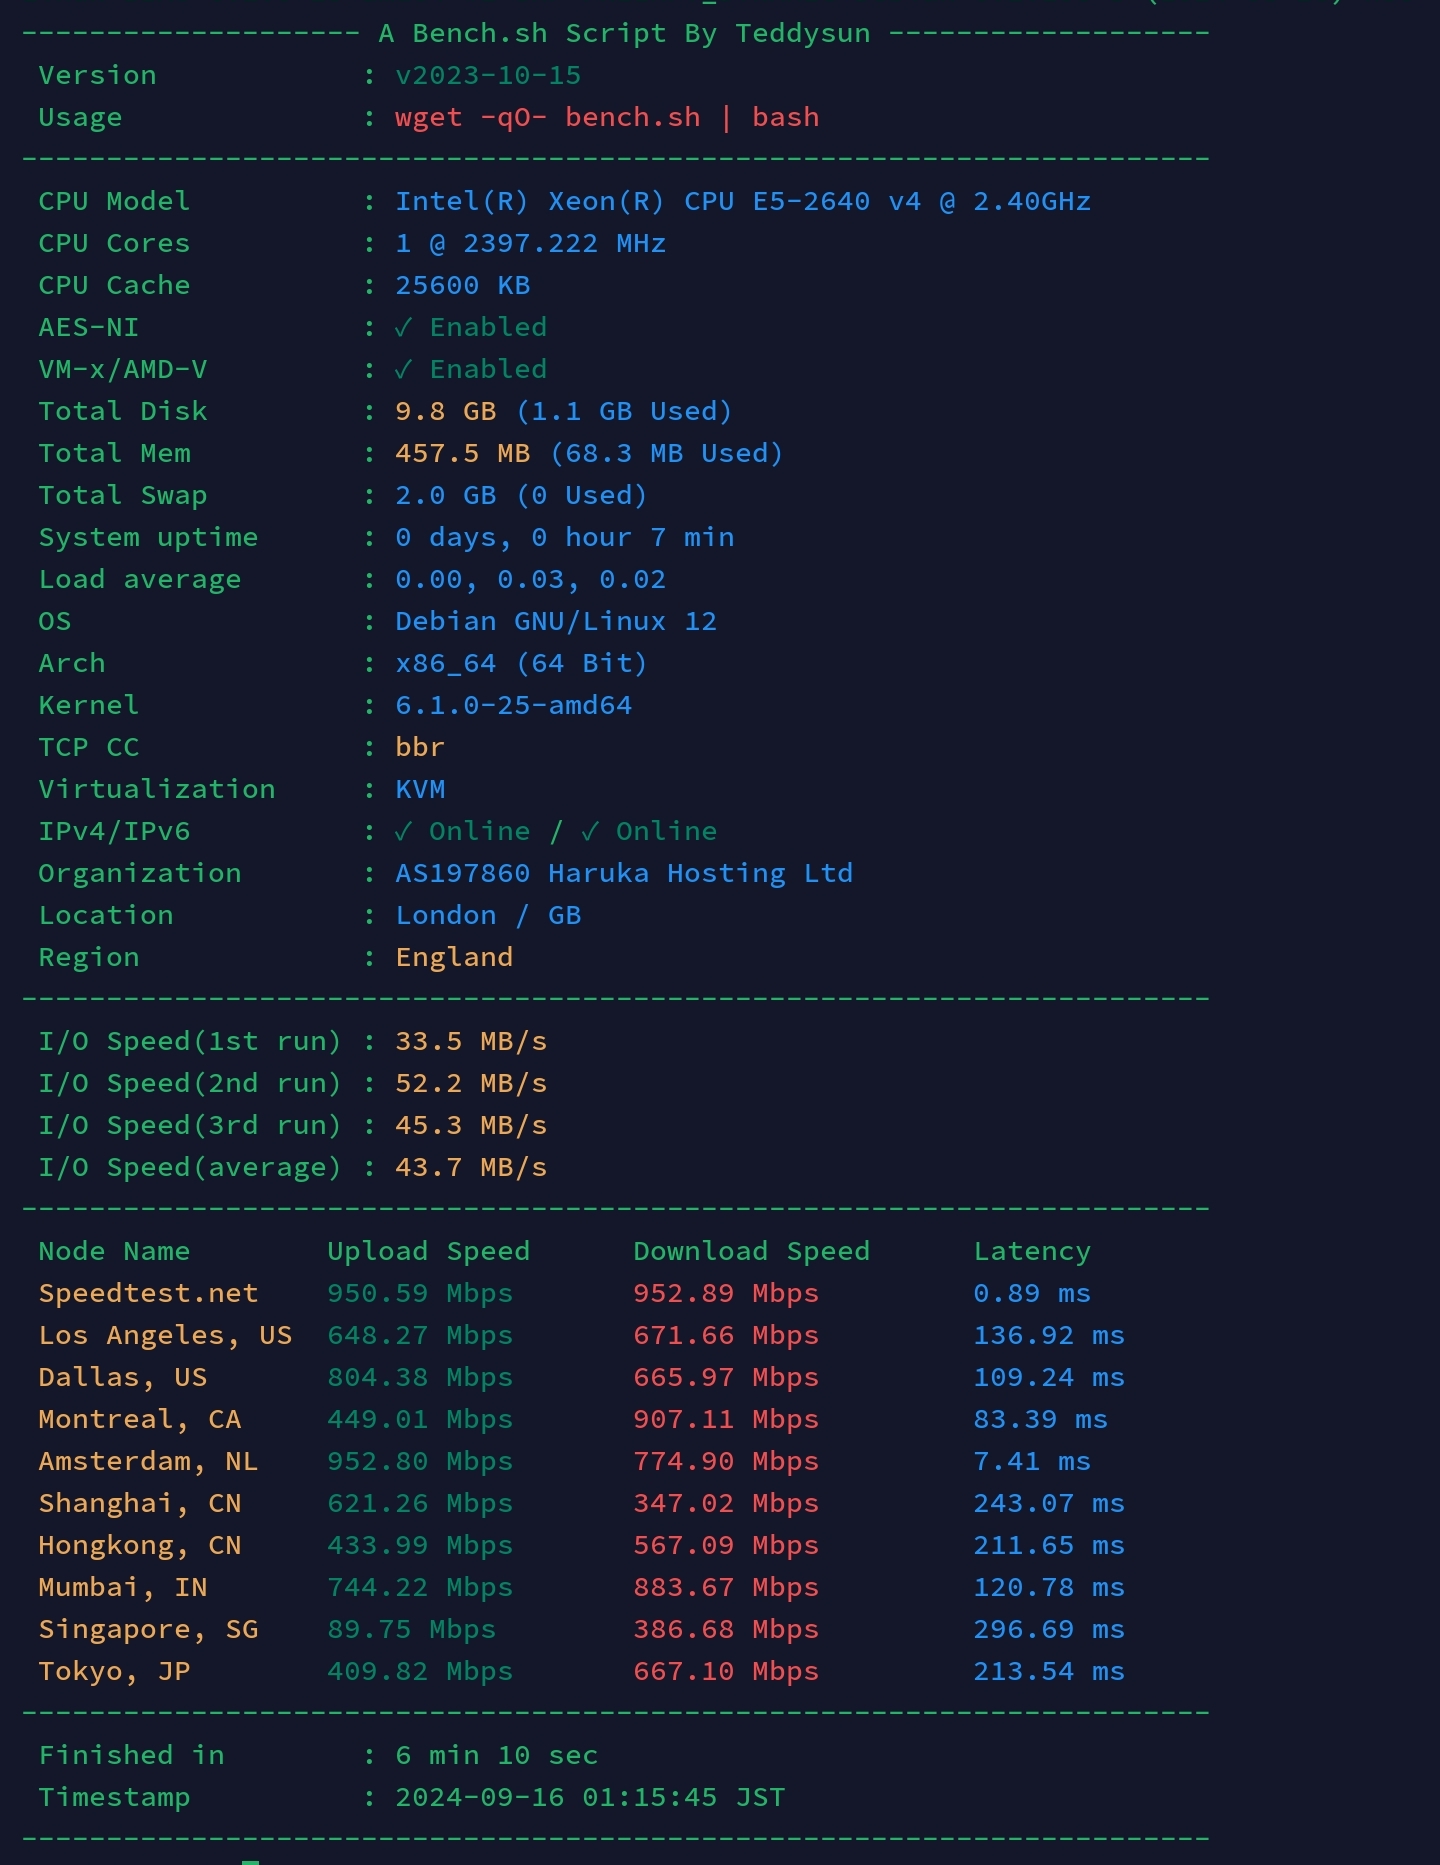 -------------------- A Bench.sh Script By Teddysun -------------------
 Version            : v2023-10-15
 Usage              : wget -qO- bench.sh | bash
----------------------------------------------------------------------
 CPU Model          : Intel(R) Xeon(R) CPU E5-2640 v4 @ 2.40GHz
 CPU Cores          : 1 @ 2397.222 MHz
 CPU Cache          : 25600 KB
 AES-NI             : ✓ Enabled
 VM-x/AMD-V         : ✓ Enabled
 Total Disk         : 9.8 GB (1.1 GB Used)
 Total Mem          : 457.5 MB (68.3 MB Used)
 Total Swap         : 2.0 GB (0 Used)
 System uptime      : 0 days, 0 hour 7 min
 Load average       : 0.00, 0.03, 0.02
 OS                 : Debian GNU/Linux 12
 Arch               : x86_64 (64 Bit)
 Kernel             : 6.1.0-25-amd64
 TCP CC             : bbr
 Virtualization     : KVM
 IPv4/IPv6          : ✓ Online / ✓ Online
 Organization       : AS197860 Haruka Hosting Ltd
 Location           : London / GB
 Region             : England
----------------------------------------------------------------------
 I/O Speed(1st run) : 33.5 MB/s
 I/O Speed(2nd run) : 52.2 MB/s
 I/O Speed(3rd run) : 45.3 MB/s
 I/O Speed(average) : 43.7 MB/s
----------------------------------------------------------------------
 Node Name        Upload Speed      Download Speed      Latency
 Speedtest.net    950.59 Mbps       952.89 Mbps         0.89 ms
 Los Angeles, US  648.27 Mbps       671.66 Mbps         136.92 ms
 Dallas, US       804.38 Mbps       665.97 Mbps         109.24 ms
 Montreal, CA     449.01 Mbps       907.11 Mbps         83.39 ms
 Amsterdam, NL    952.80 Mbps       774.90 Mbps         7.41 ms
 Shanghai, CN     621.26 Mbps       347.02 Mbps         243.07 ms
 Hongkong, CN     433.99 Mbps       567.09 Mbps         211.65 ms
 Mumbai, IN       744.22 Mbps       883.67 Mbps         120.78 ms
 Singapore, SG    89.75 Mbps        386.68 Mbps         296.69 ms
 Tokyo, JP        409.82 Mbps       667.10 Mbps         213.54 ms
----------------------------------------------------------------------
 Finished in        : 6 min 10 sec
 Timestamp          : 2024-09-16 01:15:45 JST
----------------------------------------------------------------------